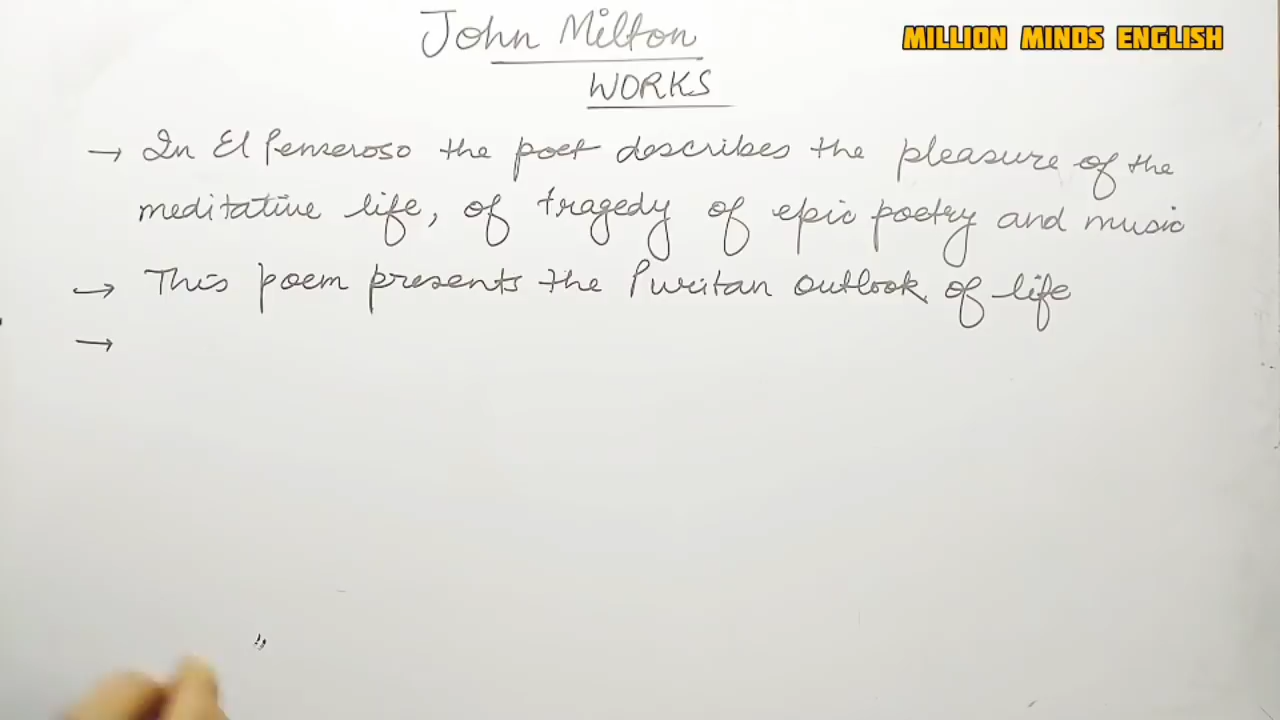 John Milton
MILLION MINDS ENGLISH
WORKS
→ In El Penseroso the poet describes the pleasure of the
meditative life, of tragedy of epic poetry and music
→ This poem presents the Puritan outlook of life
→